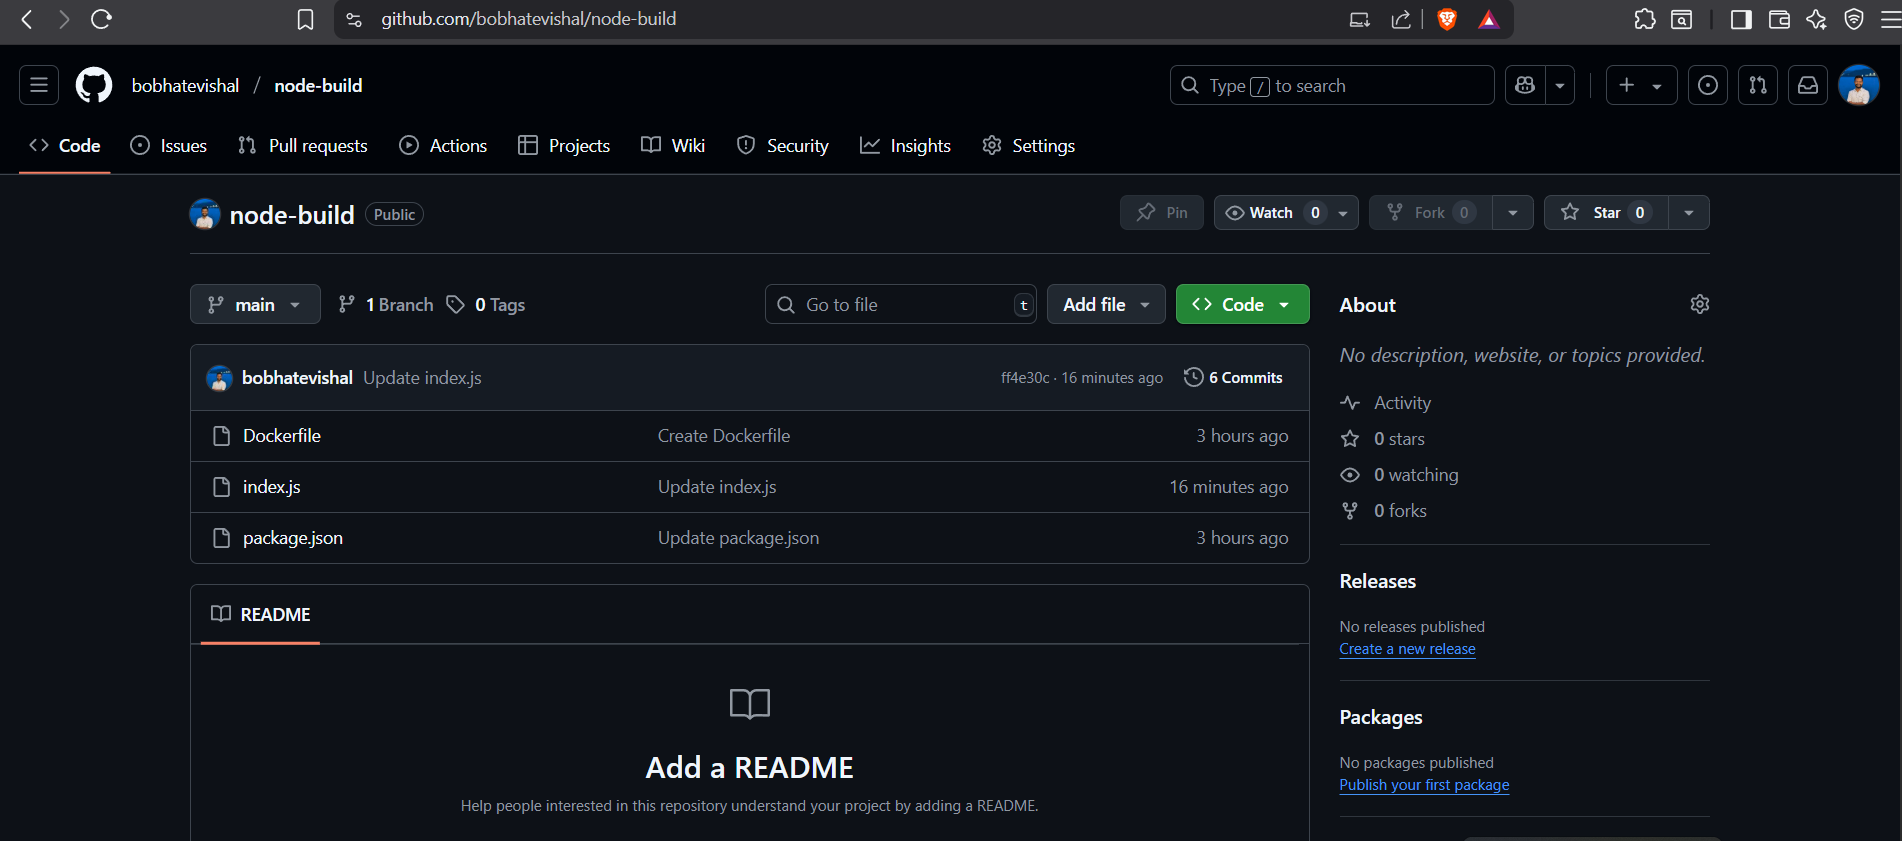 github.com/bobhatevishal/node-build
bobhatevishal / node-build
Type / to search
Code
Issues
Pull requests
Actions
Projects
Wiki
Security
Insights
Settings
node-build Public
Pin
Watch 0
Fork 0
Star 0
main
1 Branch
0 Tags
Go to file t
Add file
Code
bobhatevishal Update index.js
ff4e30c · 16 minutes ago
6 Commits
Dockerfile Create Dockerfile 3 hours ago
index.js Update index.js 16 minutes ago
package.json Update package.json 3 hours ago
README
Add a README
Help people interested in this repository understand your project by adding a README.
About
No description, website, or topics provided.
Activity
0 stars
0 watching
0 forks
Releases
No releases published
Create a new release
Packages
No packages published
Publish your first package